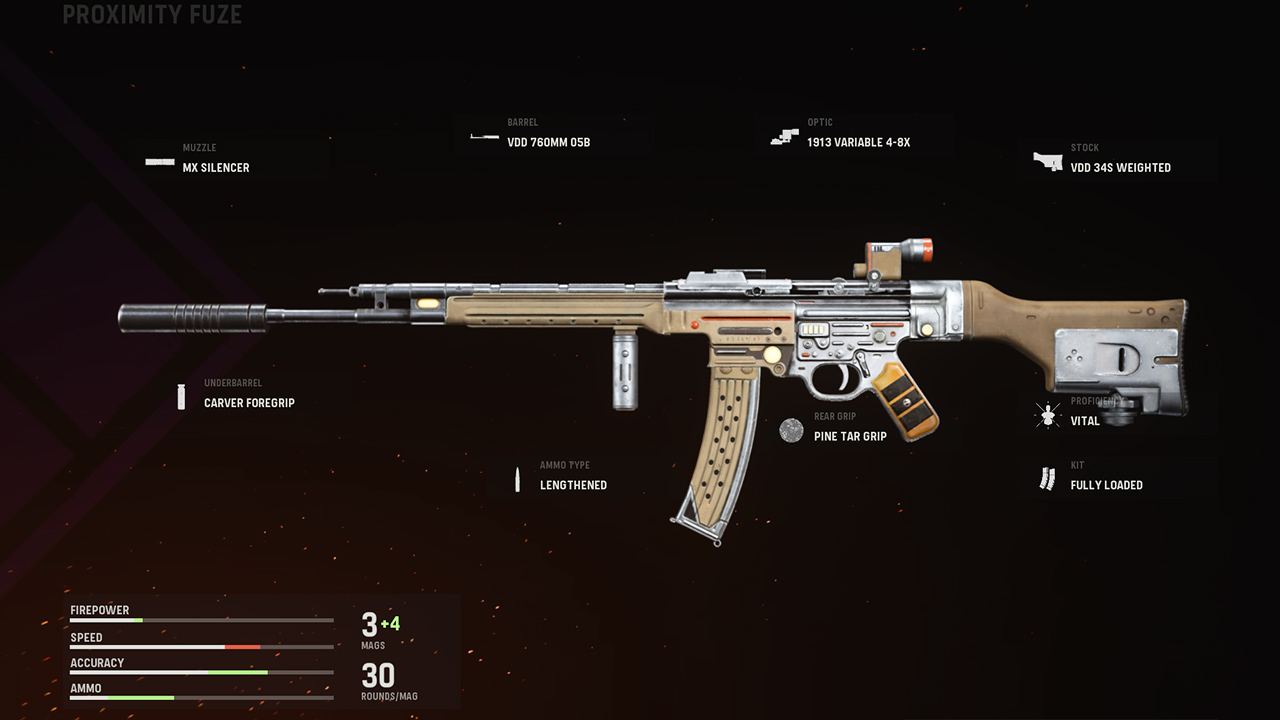 PROXIMITY FUZE
BARREL
VDD 760MM 05B
OPTIC
1913 VARIABLE 4-8X
MUZZLE
MX SILENCER
STOCK
VDD 34S WEIGHTED
UNDERBARREL
CARVER FOREGRIP
REAR GRIP
PINE TAR GRIP
PROFICIENCY
VITAL
AMMO TYPE
LENGTHENED
KIT
FULLY LOADED
FIREPOWER
SPEED
ACCURACY
AMMO
3+4
MAGS
30
ROUNDS/MAG